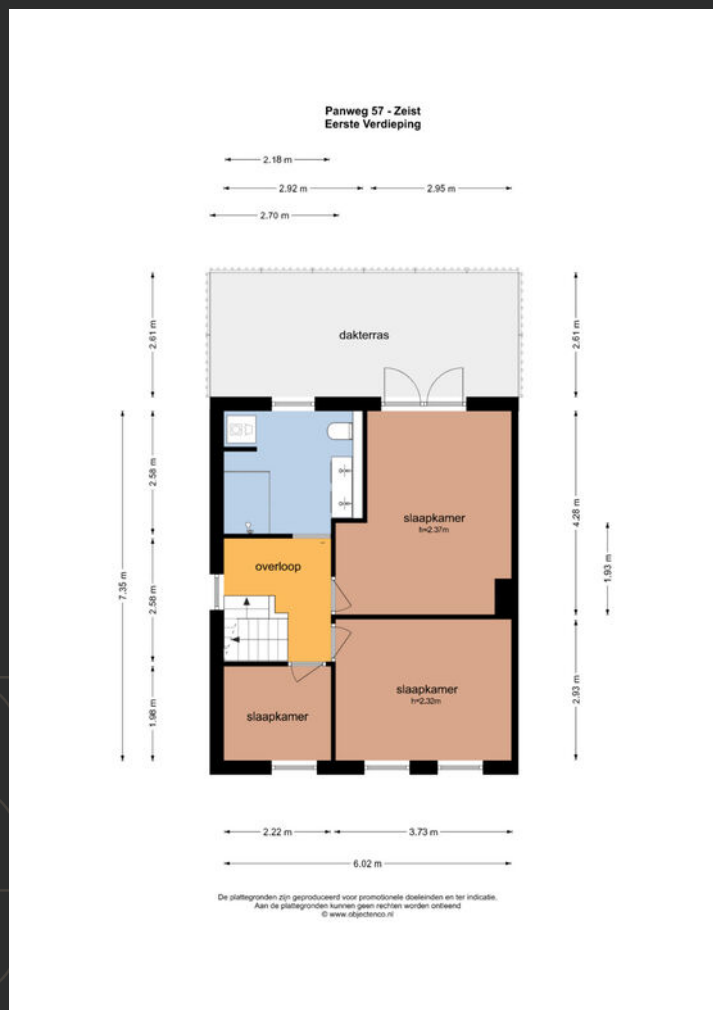 Panweg 57 - Zeist
Eerste Verdieping
2.18 m
2.92 m
2.95 m
2.70 m
2.61 m
2.61 m
dakterras
7.35 m
2.58 m
2.58 m
1.98 m
4.28 m
1.93 m
2.93 m
slaapkamer
h=2.37m
overloop
slaapkamer
h=2.32m
slaapkamer
2.22 m
3.73 m
6.02 m
De plattegronden zijn geproduceerd voor promotionele doeleinden en ter indicatie.
Aan de plattegronden kunnen geen rechten worden ontleend
© www.objectenco.nl